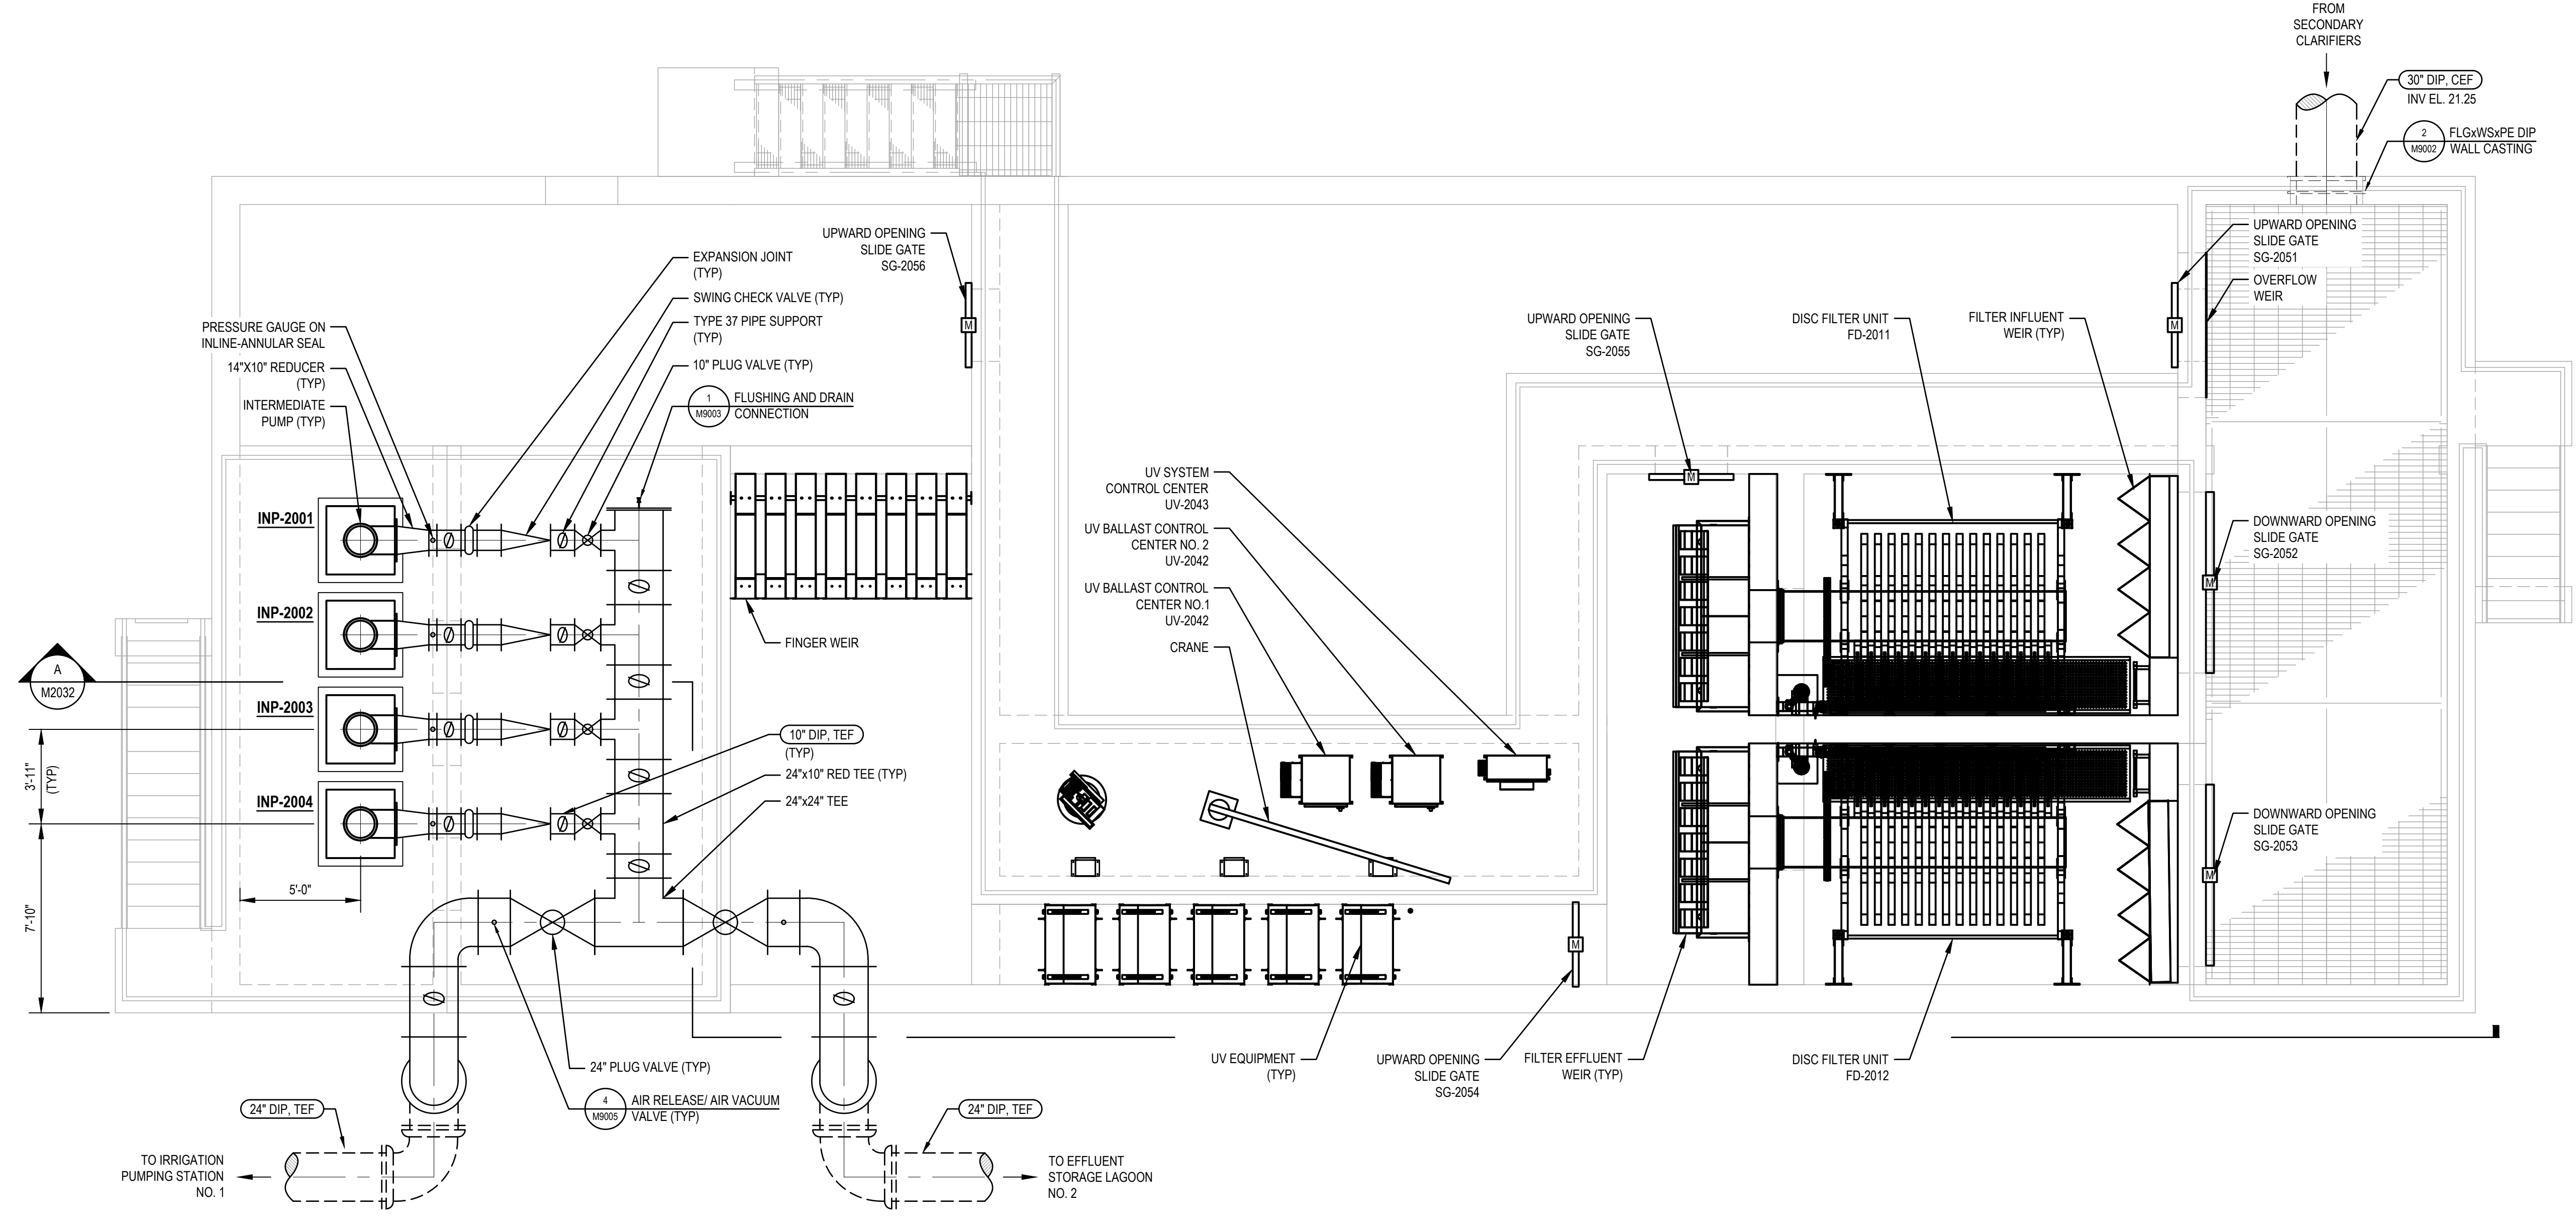 FROM
SECONDARY
CLARIFIERS
30" DIP, CEF
INV EL. 21.25
2
M9002
FLGxWSxPE DIP
WALL CASTING
UPWARD OPENING
SLIDE GATE
SG-2056
M
UPWARD OPENING
SLIDE GATE
SG-2051
M
OVERFLOW
WEIR
EXPANSION JOINT
(TYP)
SWING CHECK VALVE (TYP)
TYPE 37 PIPE SUPPORT
(TYP)
10" PLUG VALVE (TYP)
1
M9003
FLUSHING AND DRAIN
CONNECTION
PRESSURE GAUGE ON
INLINE-ANNULAR SEAL
14"X10" REDUCER
(TYP)
INTERMEDIATE
PUMP (TYP)
UPWARD OPENING
SLIDE GATE
SG-2055
M
DISC FILTER UNIT
FD-2011
FILTER INFLUENT
WEIR (TYP)
UV SYSTEM
CONTROL CENTER
UV-2043
UV BALLAST CONTROL
CENTER NO. 2
UV-2042
UV BALLAST CONTROL
CENTER NO.1
UV-2042
CRANE
INP-2001
INP-2002
INP-2003
INP-2004
DOWNWARD OPENING
SLIDE GATE
SG-2052
M
FINGER WEIR
A
M2032
10" DIP, TEF
(TYP)
24"x10" RED TEE (TYP)
24"x24" TEE
3'-11"
(TYP)
5'-0"
7'-10"
DOWNWARD OPENING
SLIDE GATE
SG-2053
M
M
24" PLUG VALVE (TYP)
4
M9005
AIR RELEASE/ AIR VACUUM
VALVE (TYP)
UV EQUIPMENT
(TYP)
UPWARD OPENING
SLIDE GATE
SG-2054
FILTER EFFLUENT
WEIR (TYP)
DISC FILTER UNIT
FD-2012
24" DIP, TEF
24" DIP, TEF
TO IRRIGATION
PUMPING STATION
NO. 1
TO EFFLUENT
STORAGE LAGOON
NO. 2